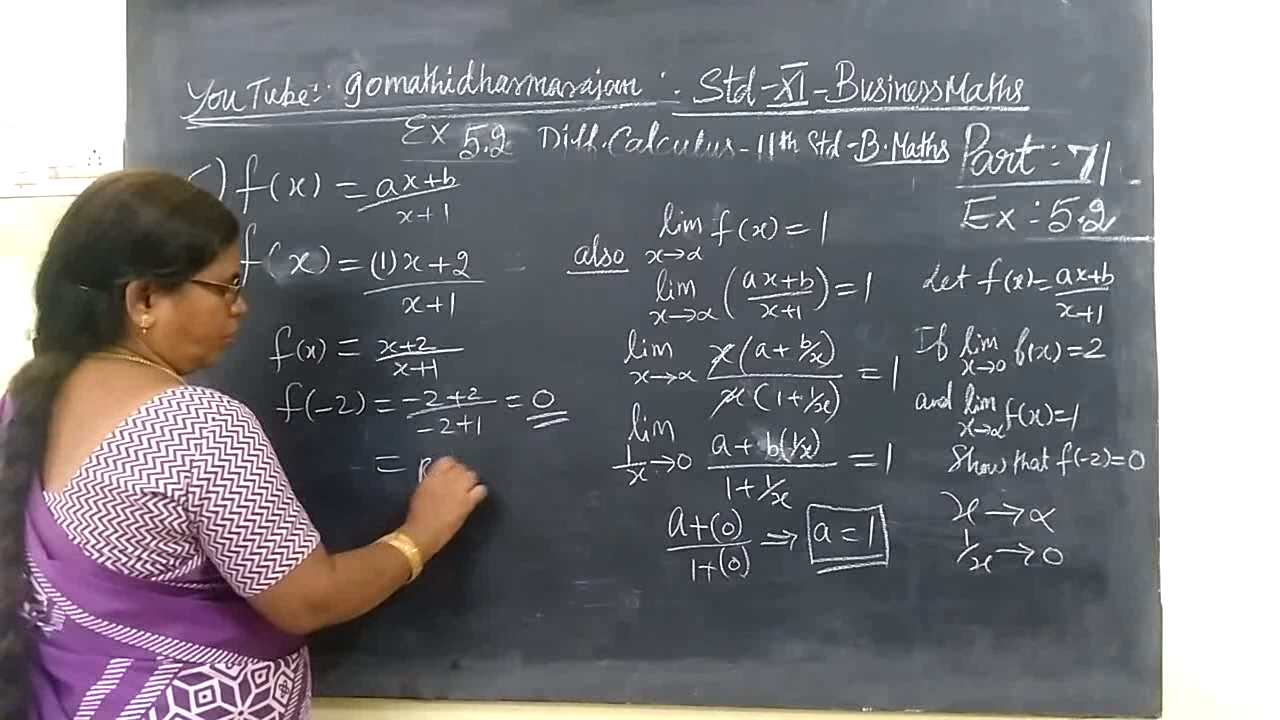 YouTube:- gomathidharmarajan : Std-XI-BusinessMaths
Ex 5.2 Diff.Calculus-11th Std-B.Maths
Part:-71
Ex:-5.2
f(x) = ax+b/x+1
f(x) = (1)x+2/x+1
f(x) = x+2/x+1
f(-2) = -2+2/-2+1 = 0
=
also lim x→α f(x) = 1
lim x→α (ax+b/x+1) = 1
lim x→α x(a+b/x)/x(1+1/x) = 1
lim 1/x→0 a+b(1/x)/1+1/x = 1
a+(0)/1+(0) ⇒ a=1
Let f(x)= ax+b/x+1
If lim x→0 f(x)=2
and lim x→α f(x)=1
Show that f(-2)=0
x→α
1/x→0